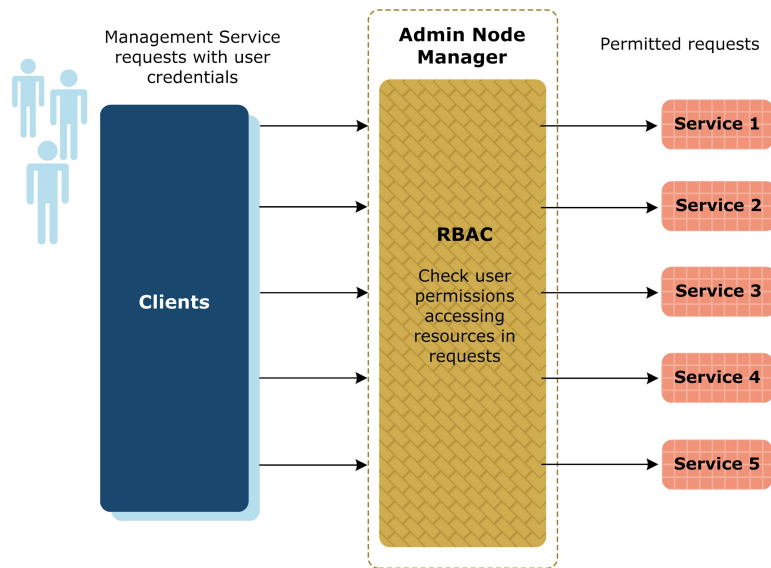 Management Service
requests with user
credentials
Admin Node
Manager
Permitted requests
Clients
RBAC
Check user
permissions
accessing
resources in
requests
Service 1
Service 2
Service 3
Service 4
Service 5